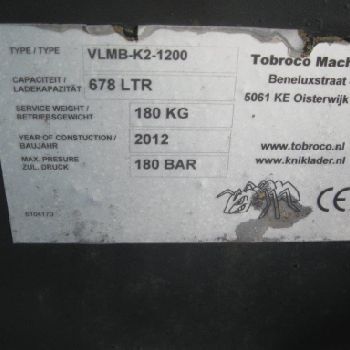 TYPE / TYPE VLMB-K2-1200
CAPACITEIT / LADEKAPAZITÄT 678 LTR
SERVICE WEIGHT / BETRIEBSGEWICHT 180 KG
YEAR OF CONSTUCTION / BAUJAHR 2012
MAX. PRESURE ZUL. DRUCK 180 BAR
Tobroco Mach
Beneluxstraat
5061 KE Oisterwijk
www.tobroco.nl
www.kniklader.nl
CE